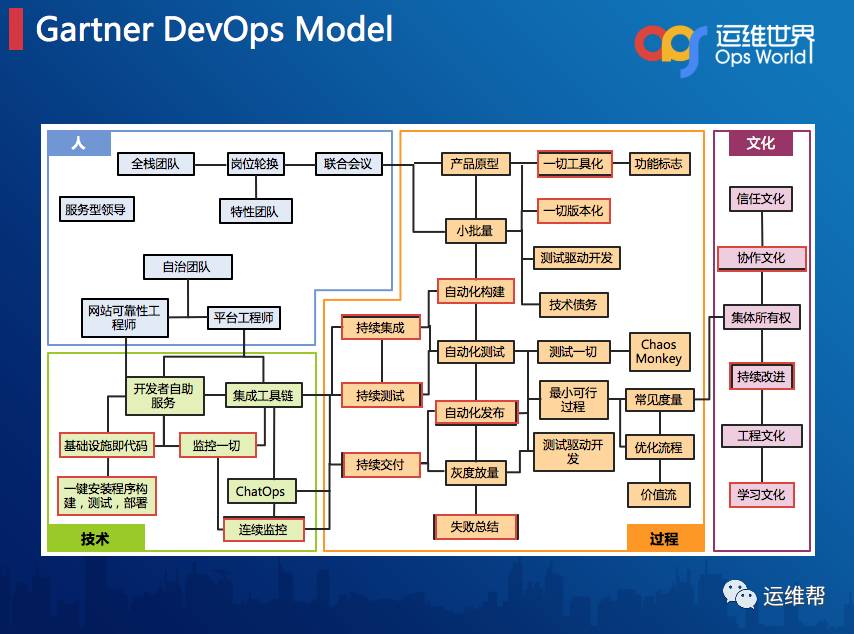 Gartner DevOps Model
运维世界
Ops World
人
全栈团队
岗位轮换
联合会议
服务型领导
特性团队
自治团队
网站可靠性工
程师
平台工程师
开发者自助
服务
集成工具链
基础设施即代码
监控一切
一键安装程序构
建，测试，部署
ChatOps
连续监控
技术
产品原型
一切工具化
功能标志
一切版本化
小批量
测试驱动开发
自动化构建
技术债务
持续集成
自动化测试
测试一切
Chaos
Monkey
持续测试
最小可行
过程
常见度量
自动化发布
测试驱动开
发
优化流程
持续交付
灰度放量
价值流
失败总结
过程
文化
信任文化
协作文化
集体所有权
持续改进
工程文化
学习文化
运维帮